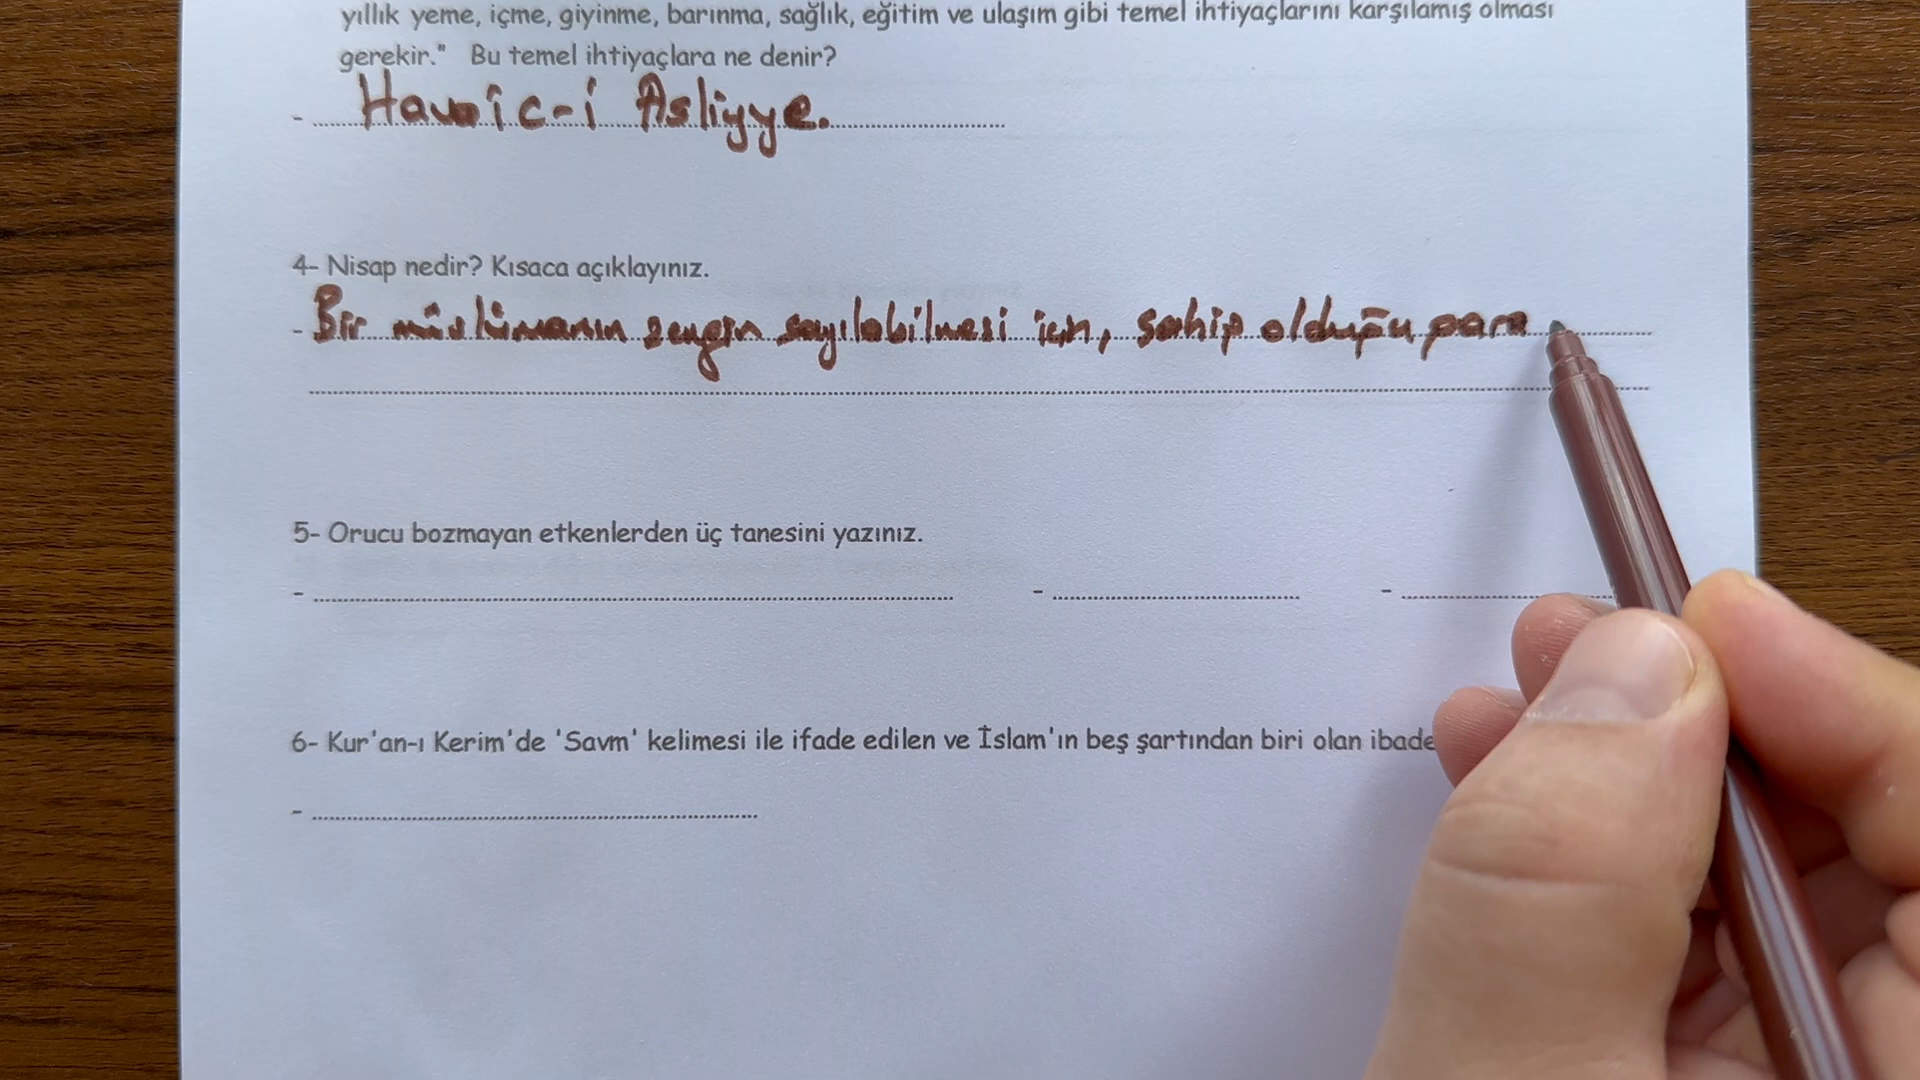 yıllık yeme, içme, giyinme, barınma, sağlık, eğitim ve ulaşım gibi temel ihtiyaçlarını karşılamış olması
gerekir." Bu temel ihtiyaçlara ne denir?
- Havaîc-i Asliyye.
4- Nisap nedir? Kısaca açıklayınız.
- Bir müslümanın zengin sayılabilmesi için, sahip olduğu para
5- Orucu bozmayan etkenlerden üç tanesini yazınız.
- - -
6- Kur'an-ı Kerim'de 'Savm' kelimesi ile ifade edilen ve İslam'ın beş şartından biri olan ibade
-